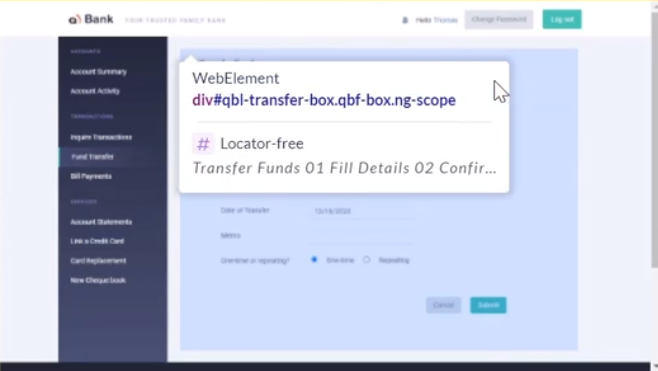 Bank YOUR TRUSTED FAMILY BANK
Hello Thomas Change Password Log out
ACCOUNTS
Account Summary
Account Activity
TRANSACTIONS
Inquire Transactions
Fund Transfer
Bill Payments
SERVICES
Account Statements
Link a Credit Card
Card Replacement
New Cheque book
WebElement
div#qbl-transfer-box.qbf-box.ng-scope
# Locator-free
Transfer Funds 01 Fill Details 02 Confir...
Date of Transfer
Memo
One-time or repeating? One-time Repeating
Cancel Submit